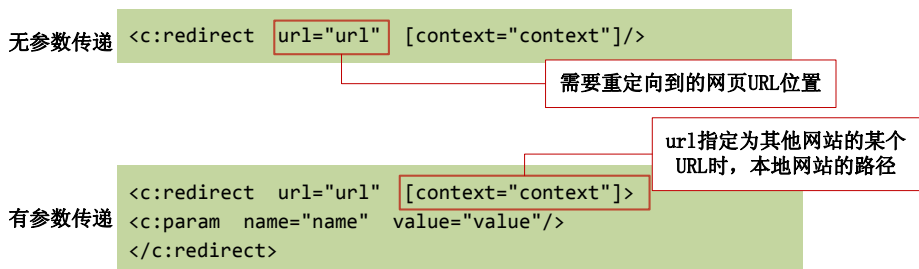 无参数传递
<c:redirect  url="url"  [context="context"]/>
需要重定向到的网页URL位置
url指定为其他网站的某个
URL时，本地网站的路径
有参数传递
<c:redirect  url="url"  [context="context"]>
<c:param  name="name"  value="value"/>
</c:redirect>